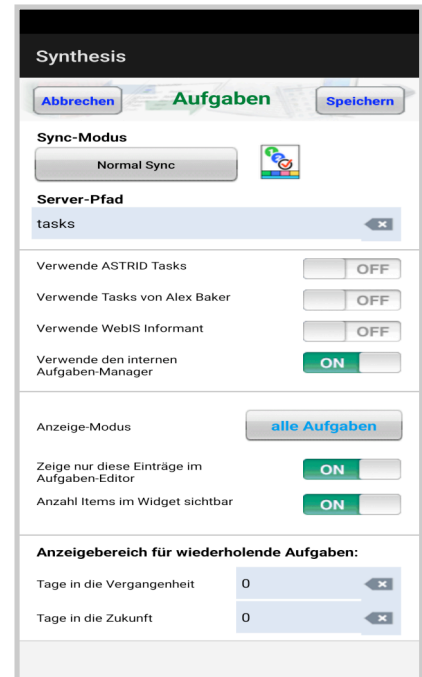 Synthesis
Abbrechen Aufgaben Speichern
Sync-Modus
Normal Sync
Server-Pfad
tasks
Verwende ASTRID Tasks OFF
Verwende Tasks von Alex Baker OFF
Verwende WebIS Informant OFF
Verwende den internen
Aufgaben-Manager ON
Anzeige-Modus alle Aufgaben
Zeige nur diese Einträge im
Aufgaben-Editor ON
Anzahl Items im Widget sichtbar ON
Anzeigebereich für wiederholende Aufgaben:
Tage in die Vergangenheit 0
Tage in die Zukunft 0